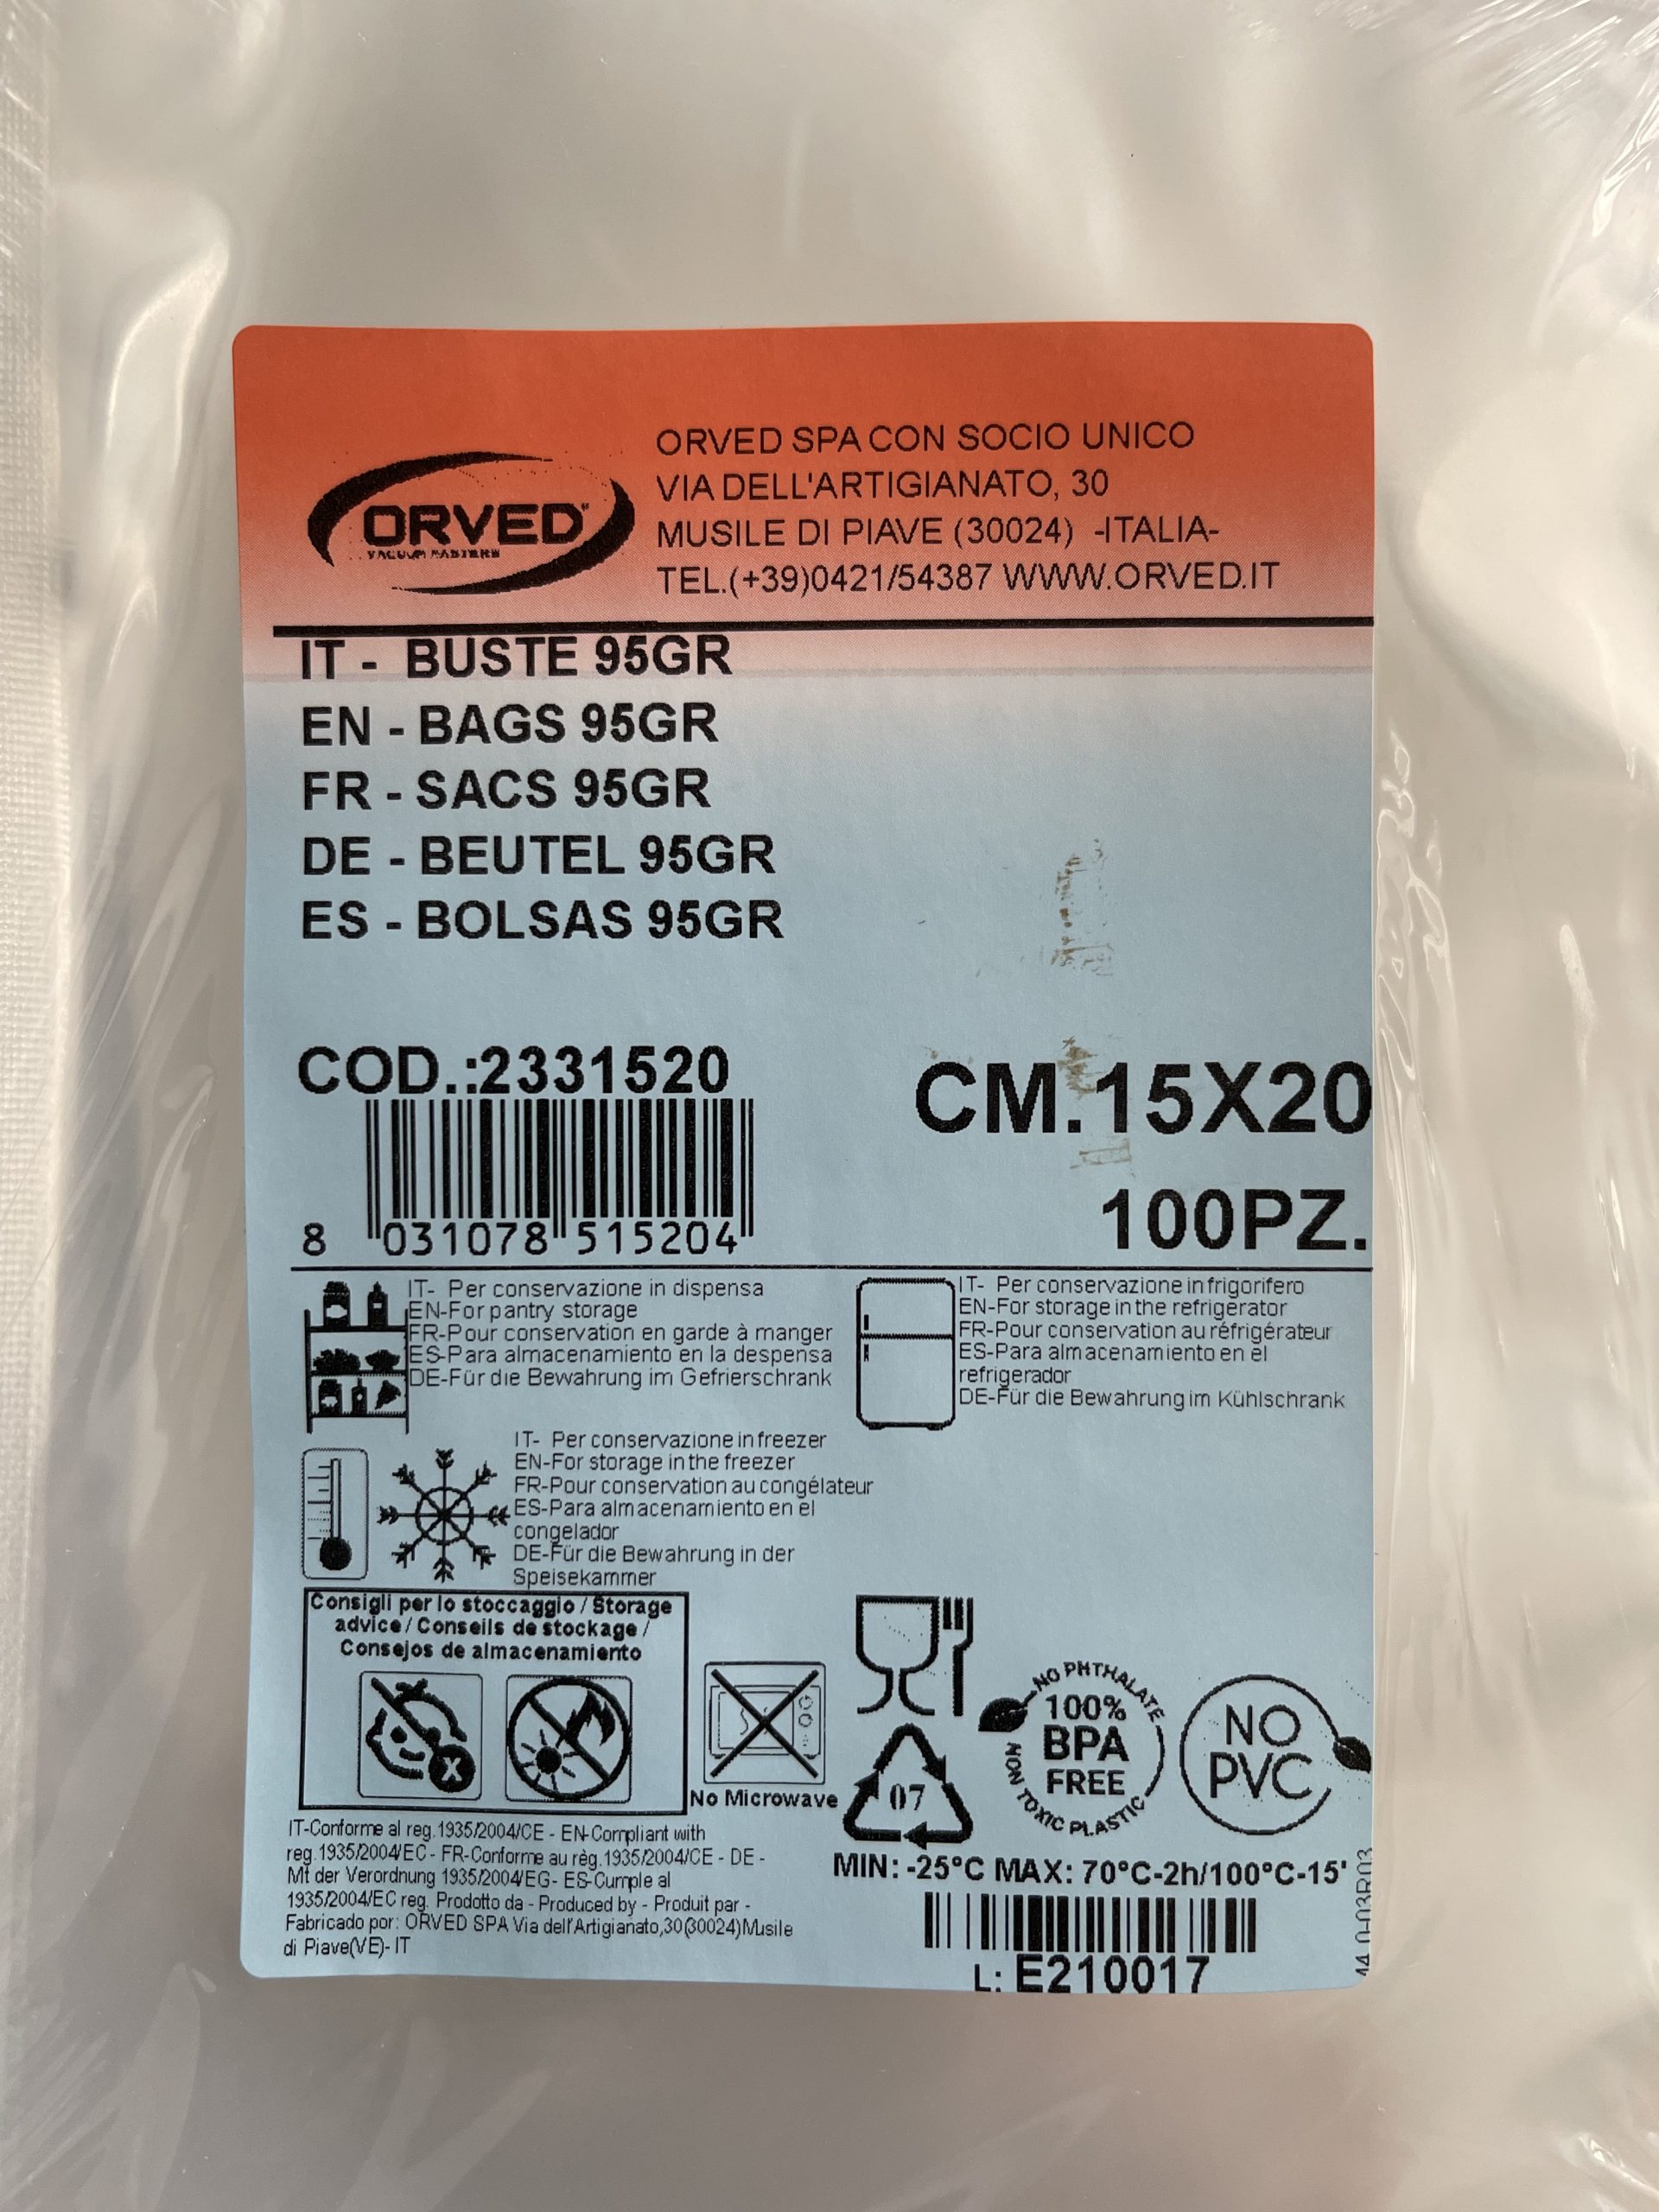 ORVED SPA CON SOCIO UNICO
VIA DELL'ARTIGIANATO, 30
MUSILE DI PIAVE (30024) -ITALIA-
TEL.(+39)0421/54387 WWW.ORVED.IT
ORVED
VACUUM MASTERS
IT - BUSTE 95GR
EN - BAGS 95GR
FR - SACS 95GR
DE - BEUTEL 95GR
ES - BOLSAS 95GR
COD.:2331520
8 031078 515204
CM.15X20
100PZ.
IT- Per conservazione in dispensa
EN-For pantry storage
FR-Pour conservation en garde à manger
ES-Para almacenamiento en la despensa
DE-Für die Bewahrung im Gefrierschrank
IT- Per conservazione in frigorifero
EN-For storage in the refrigerator
FR-Pour conservation au réfrigérateur
ES-Para almacenamiento en el
refrigerador
DE-Für die Bewahrung im Kühlschrank
IT- Per conservazione in freezer
EN-For storage in the freezer
FR-Pour conservation au congélateur
ES-Para almacenamiento en el
congelador
DE-Für die Bewahrung in der
Speisekammer
Consigli per lo stoccaggio / Storage
advice / Conseils de stockage /
Consejos de almacenamiento
X
No Microwave
07
NO PHTHALATE
100%
BPA
FREE
NON TOXIC PLASTIC
NO
PVC
IT-Conforme al reg.1935/2004/CE - EN-Compliant with
reg.1935/2004/EC - FR-Conforme au règ.1935/2004/CE - DE -
Mt der Verordnung 1935/2004/EG- ES-Cumple al
1935/2004/EC reg. Prodotto da - Produced by - Produit par -
Fabricado por: ORVED SPA Via dell'Artigianato,30(30024)Musile
di Piave(VE)- IT
MIN: -25°C MAX: 70°C-2h/100°C-15'
L: E210017